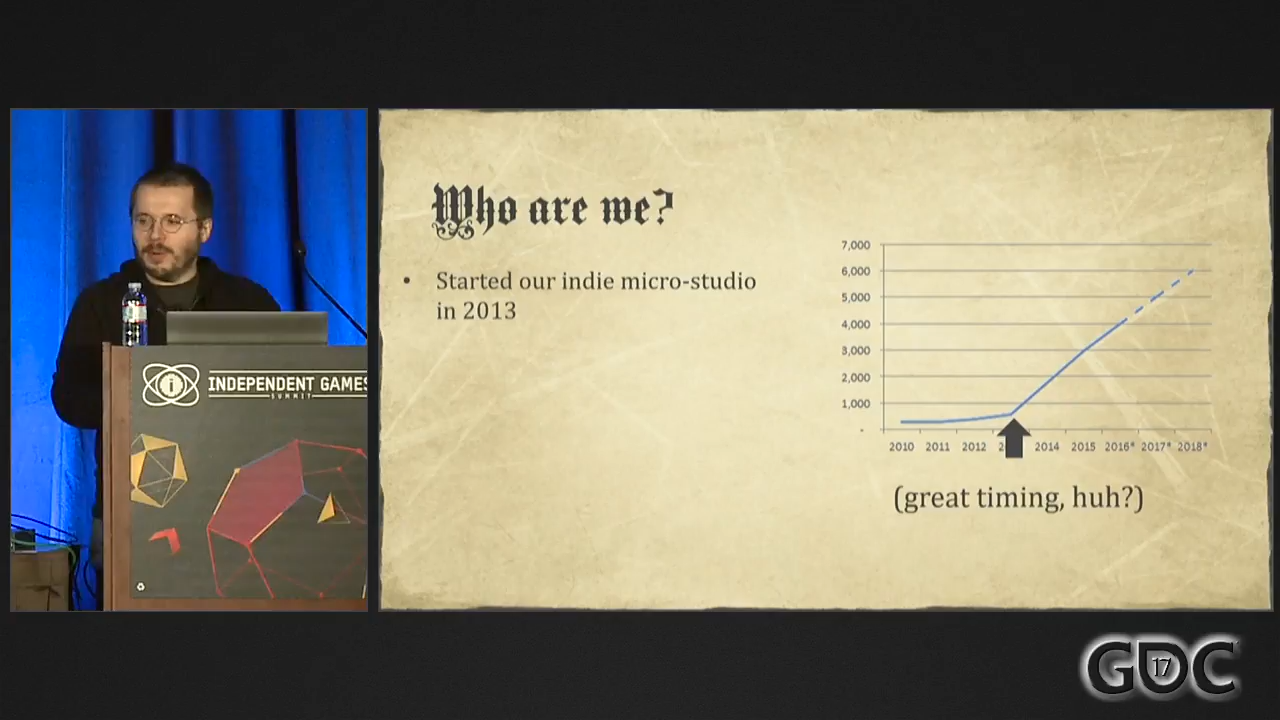 Who are we?
• Started our indie micro-studio
in 2013
7,000
6,000
5,000
4,000
3,000
2,000
1,000
-
2010 2011 2012 2014 2015 2016* 2017* 2018*
(great timing, huh?)
INDEPENDENT GAMES
SUMMIT
GDC
17